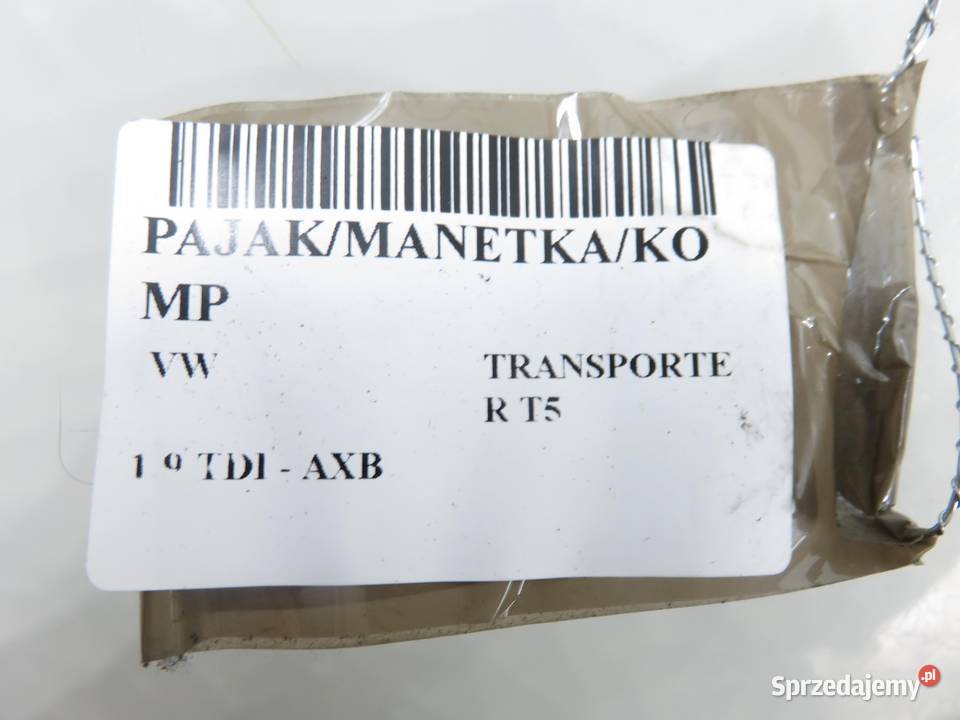 PAJAK/MANETKA/KO
MP
VW
TRANSPORTE
R T5
1.9 TDI - AXB
Sprzedajemy.pl